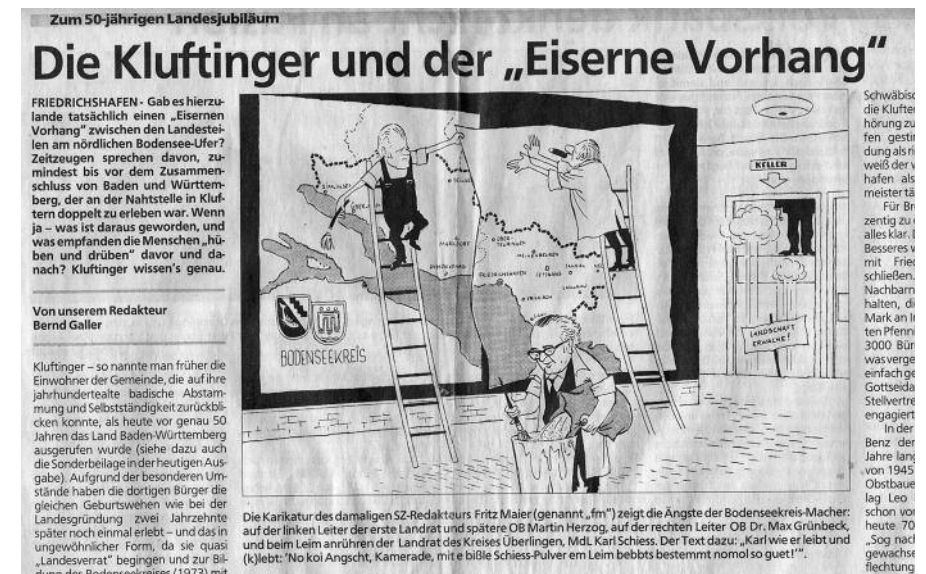 Zum 50-jährigen Landesjubiläum
Die Kluftinger und der „Eiserne Vorhang“
FRIEDRICHSHAFEN - Gab es hierzu-
lande tatsächlich einen „Eisernen
Vorhang“ zwischen den Landestei-
len am nördlichen Bodensee-Ufer?
Zeitzeugen sprechen davon, zu-
mindest bis vor dem Zusammen-
schluss von Baden und Württem-
berg, der an der Nahtstelle in Kluf-
tern doppelt zu erleben war. Wenn
ja – was ist daraus geworden, und
was empfanden die Menschen „hü-
ben und drüben“ davor und da-
nach? Kluftinger wissen’s genau.
Von unserem Redakteur
Bernd Galler
Kluftinger – so nannte man früher die
Einwohner der Gemeinde, die auf ihre
jahrhundertealte badische Abstam-
mung und Selbstständigkeit zurückbli-
cken konnte, als heute vor genau 50
Jahren das Land Baden-Württemberg
ausgerufen wurde (siehe dazu auch
die Sonderbeilage in der heutigen Aus-
gabe). Aufgrund der besonderen Um-
stände haben die dortigen Bürger die
gleichen Geburtswehen wie bei der
Landesgründung zwei Jahrzehnte
später noch einmal erlebt – und das in
ungewöhnlicher Form, da sie quasi
„Landesverrat“ begingen und zur Bil-
dung des Bodenseekreises (1973) mit
MARKDORF
FRIEDRICHSHAFEN
TETTNANG
BODENSEEKREIS
KELLER
LANDSCHAFT
ERWACHE!
Die Karikatur des damaligen SZ-Redakteurs Fritz Maier (genannt „fm“) zeigt die Ängste der Bodenseekreis-Macher:
auf der linken Leiter der erste Landrat und spätere OB Martin Herzog, auf der rechten Leiter OB Dr. Max Grünbeck,
und beim Leim anrühren der Landrat des Kreises Überlingen, MdL Karl Schiess. Der Text dazu: „Karl wie er leibt und
(k)lebt: ‘No koi Angscht, Kamerade, mit e bißle Schiess-Pulver em Leim bebbts bestemmt nomol so guet!’“.
Schwäbisc
die Klufter
hörung zu
fen gestin
dung als ri
weiß der v
hafen als
meister tä
Für Br
zentig zu
alles klar. D
Besseres v
mit Fried
schließen.
Nachbarn
halten, di
Mark an In
ten Pfenni
3000 Bür
was verge
einfach ge
Gottseida
Stellvertre
engagiert
In der
Benz der
Jahre lang
von 1945
Obstbaue
lag Leo
schon vor
heute 70
„Sog nach
gewachse
flechtung